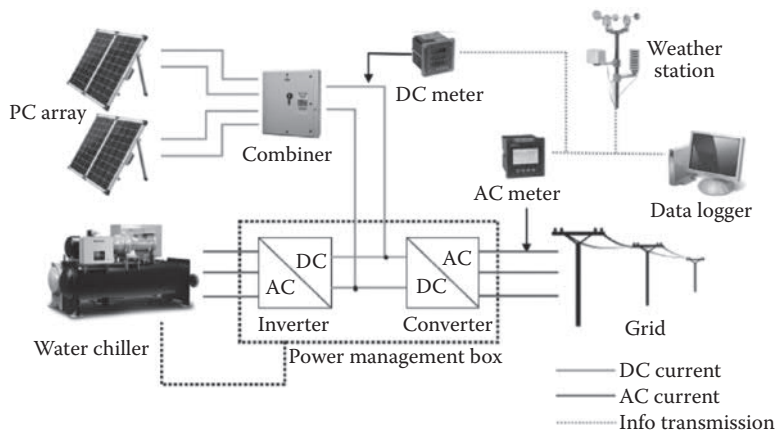 Weather
station
PC array
DC meter
Combiner
AC meter
Data logger
DC
AC
AC
DC
Inverter
Converter
Grid
Water chiller
Power management box
DC current
AC current
Info transmission